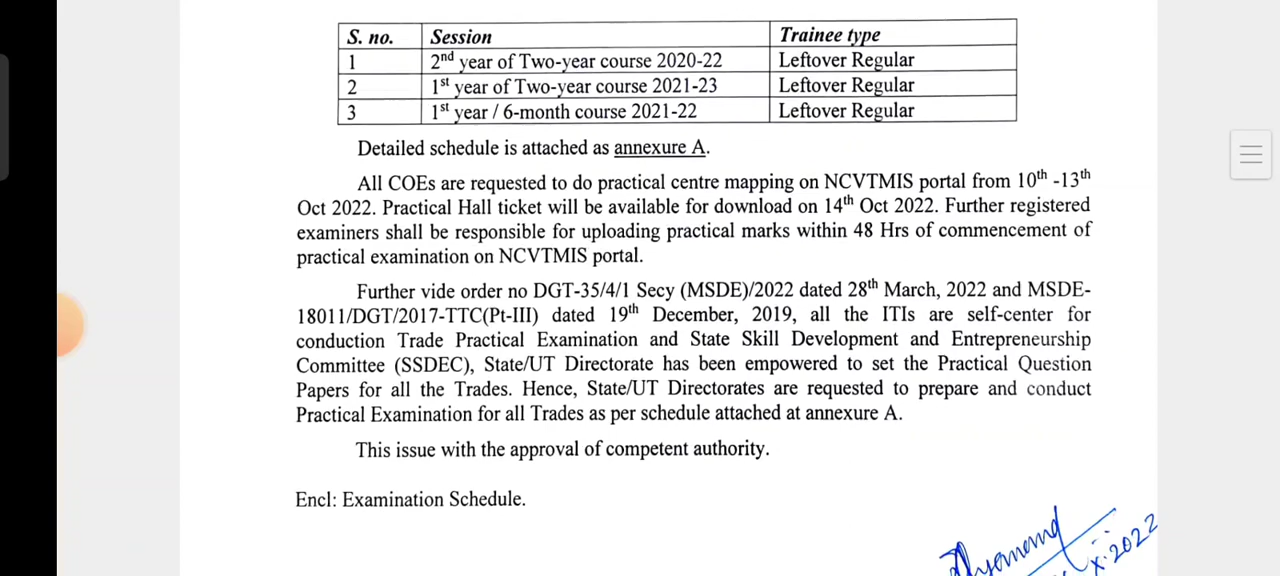 S. no. Session Trainee type
1 2nd year of Two-year course 2020-22 Leftover Regular
2 1st year of Two-year course 2021-23 Leftover Regular
3 1st year / 6-month course 2021-22 Leftover Regular
Detailed schedule is attached as annexure A.
All COEs are requested to do practical centre mapping on NCVTMIS portal from 10th -13th
Oct 2022. Practical Hall ticket will be available for download on 14th Oct 2022. Further registered
examiners shall be responsible for uploading practical marks within 48 Hrs of commencement of
practical examination on NCVTMIS portal.
Further vide order no DGT-35/4/1 Secy (MSDE)/2022 dated 28th March, 2022 and MSDE-
18011/DGT/2017-TTC(Pt-III) dated 19th December, 2019, all the ITIs are self-center for
conduction Trade Practical Examination and State Skill Development and Entrepreneurship
Committee (SSDEC), State/UT Directorate has been empowered to set the Practical Question
Papers for all the Trades. Hence, State/UT Directorates are requested to prepare and conduct
Practical Examination for all Trades as per schedule attached at annexure A.
This issue with the approval of competent authority.
Encl: Examination Schedule.